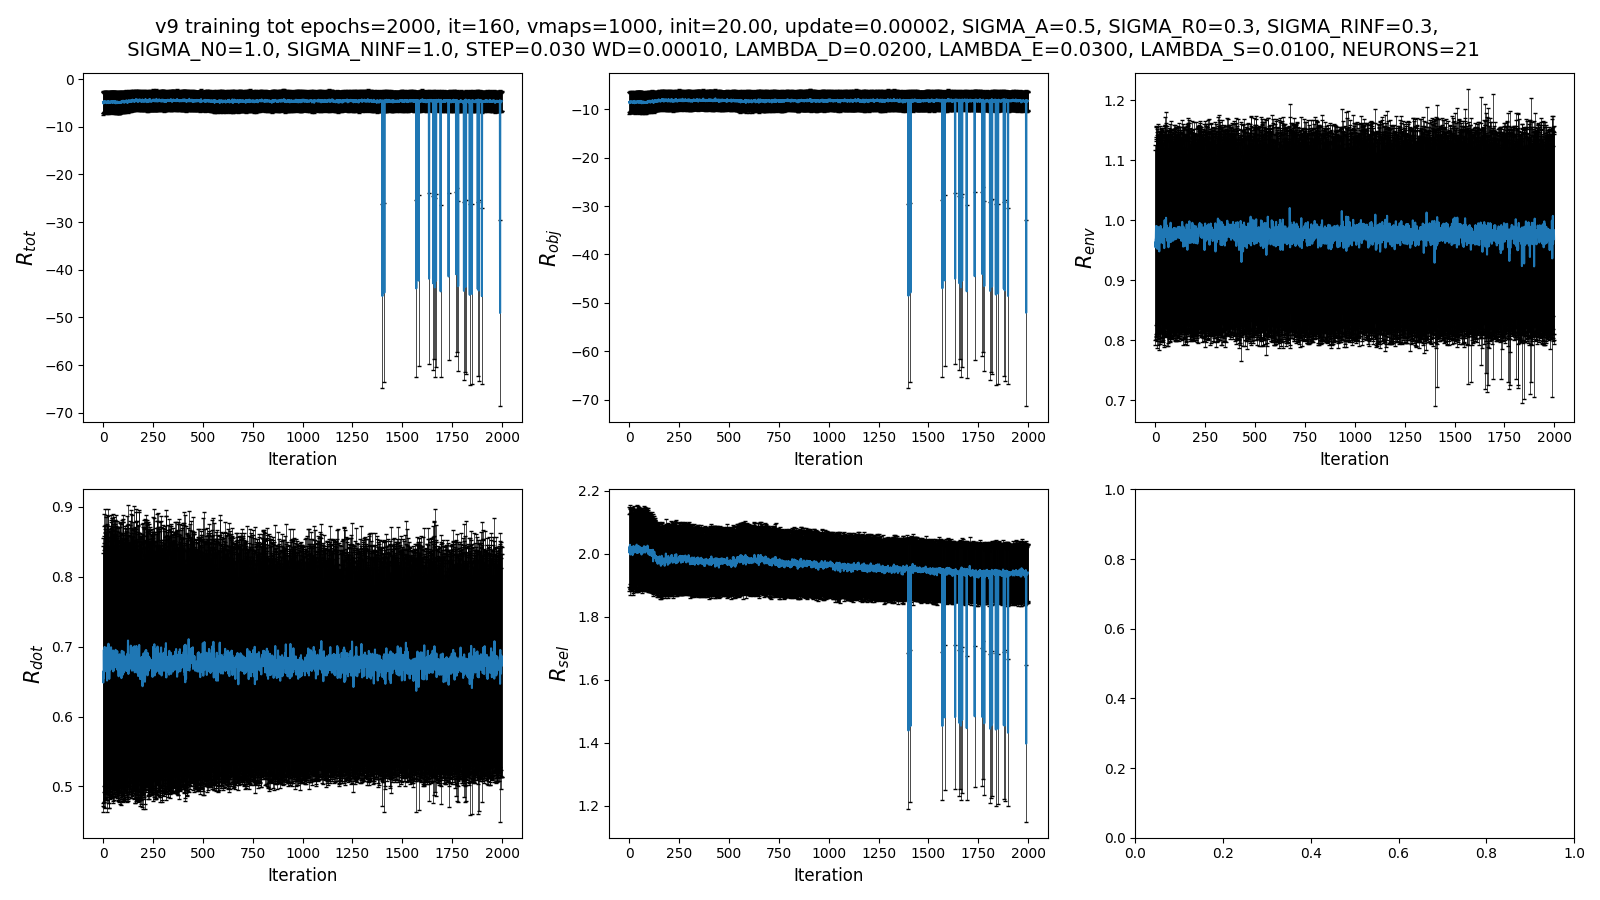 v9 training tot epochs=2000, it=160, vmaps=1000, init=20.00, update=0.00002, SIGMA_A=0.5, SIGMA_R0=0.3, SIGMA_RINF=0.3,
SIGMA_N0=1.0, SIGMA_NINF=1.0, STEP=0.030 WD=0.00010, LAMBDA_D=0.0200, LAMBDA_E=0.0300, LAMBDA_S=0.0100, NEURONS=21
R_tot
0
−10
−20
−30
−40
−50
−60
−70
0 250 500 750 1000 1250 1500 1750 2000
Iteration
R_obj
−10
−20
−30
−40
−50
−60
−70
0 250 500 750 1000 1250 1500 1750 2000
Iteration
R_env
1.2
1.1
1.0
0.9
0.8
0.7
0 250 500 750 1000 1250 1500 1750 2000
Iteration
R_dot
0.9
0.8
0.7
0.6
0.5
0 250 500 750 1000 1250 1500 1750 2000
Iteration
R_sel
2.2
2.0
1.8
1.6
1.4
1.2
0 250 500 750 1000 1250 1500 1750 2000
Iteration
1.0
0.8
0.6
0.4
0.2
0.0
0.0 0.2 0.4 0.6 0.8 1.0